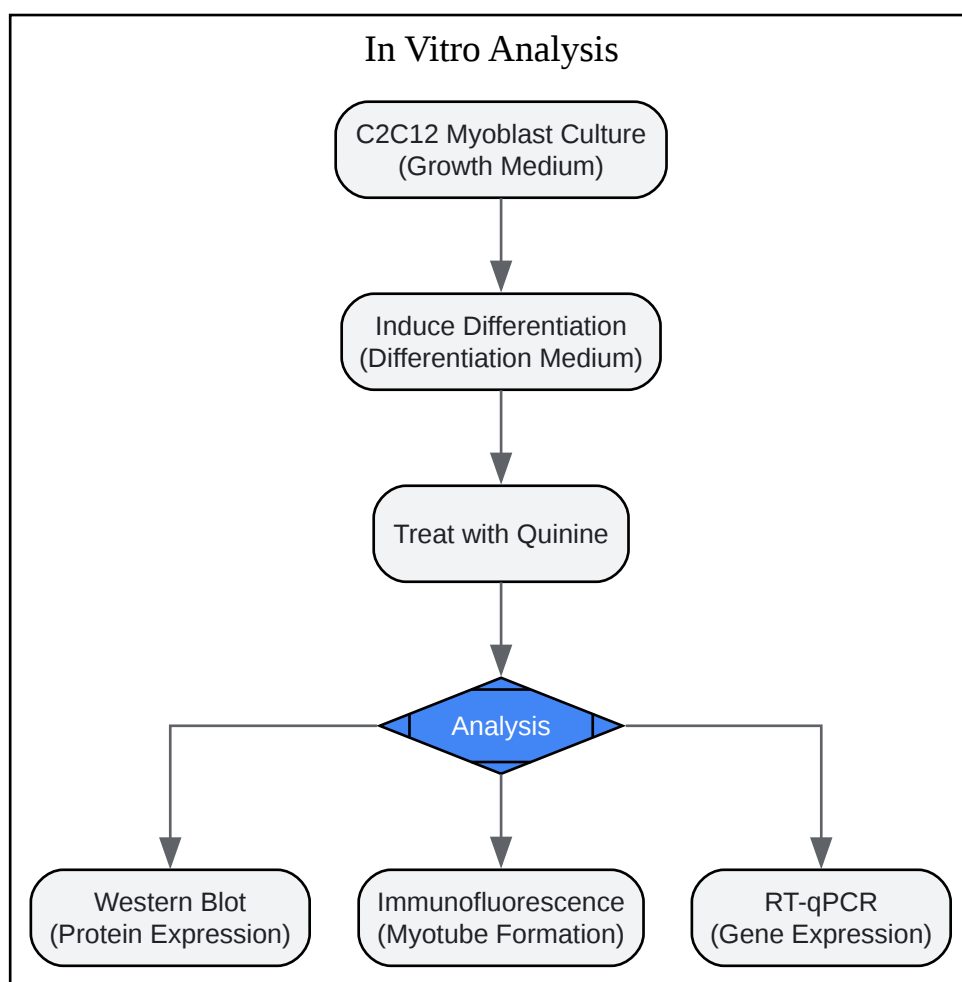 In Vitro Analysis
C2C12 Myoblast Culture
(Growth Medium)
Induce Differentiation
(Differentiation Medium)
Treat with Quinine
Analysis
Western Blot
(Protein Expression)
Immunofluorescence
(Myotube Formation)
RT-qPCR
(Gene Expression)